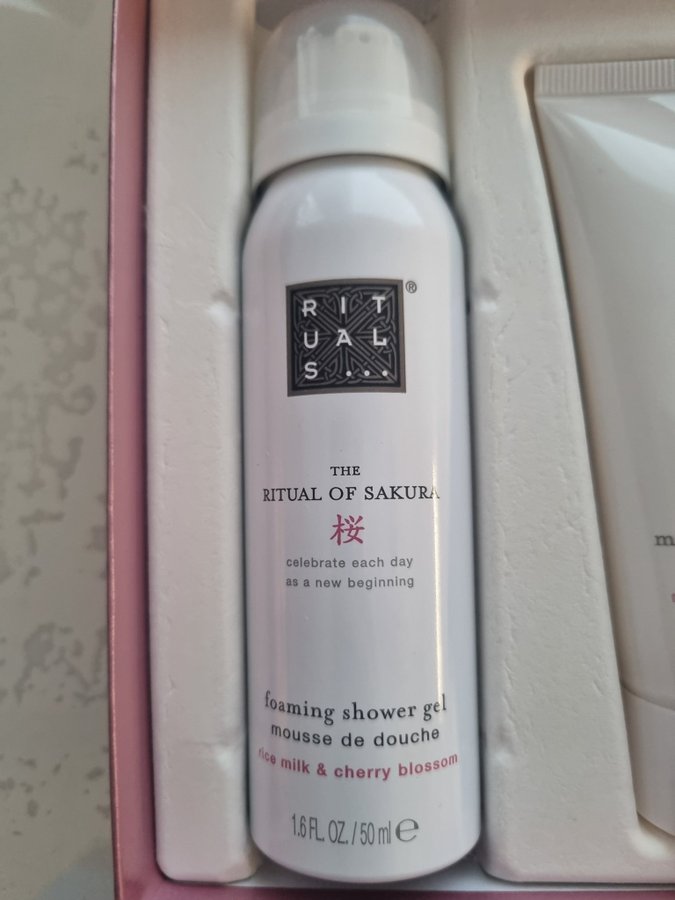 RIT
UAL
S...
®
THE
RITUAL OF SAKURA
桜
celebrate each day
as a new beginning
foaming shower gel
mousse de douche
rice milk & cherry blossom
1.6 FL. OZ. / 50 ml ℮